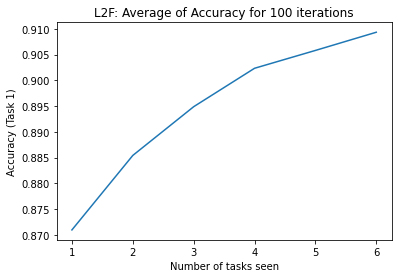 L2F: Average of Accuracy for 100 iterations
0.910
0.905
0.900
0.895
0.890
0.885
0.880
0.875
0.870
Accuracy (Task 1)
1 2 3 4 5 6
Number of tasks seen